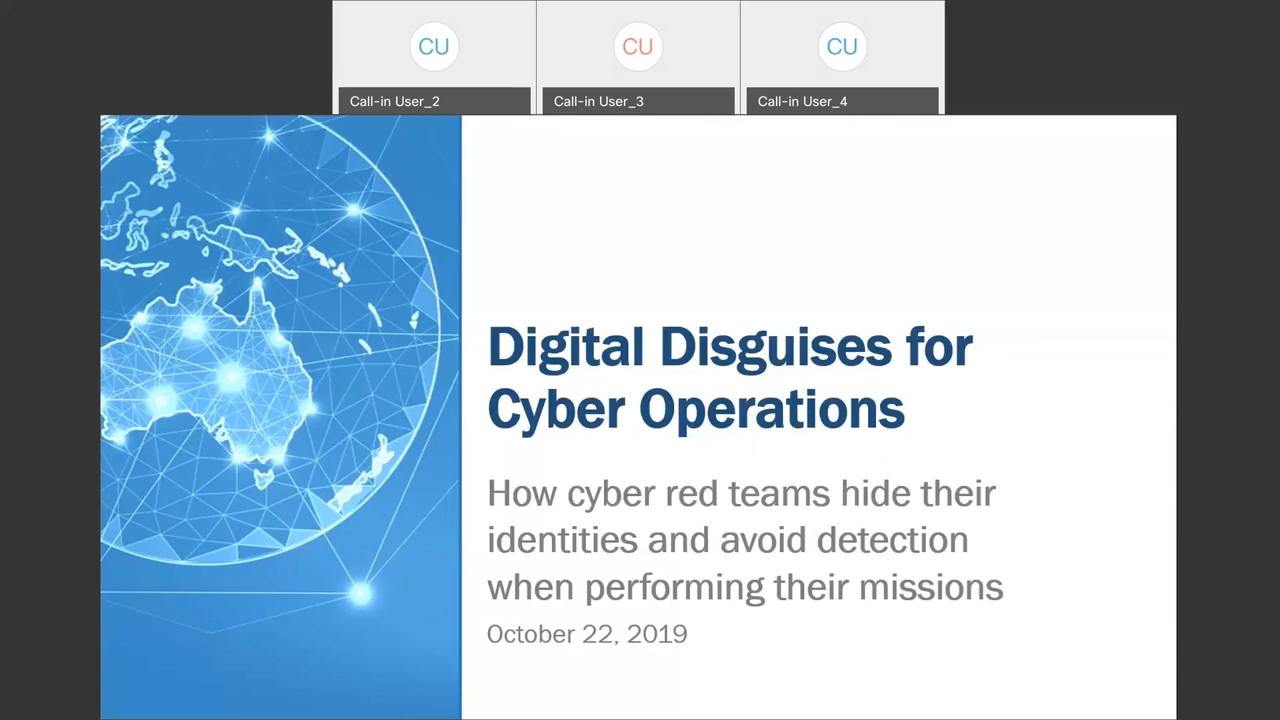 CU
CU
CU
Call-in User_2
Call-in User_3
Call-in User_4
Digital Disguises for
Cyber Operations
How cyber red teams hide their
identities and avoid detection
when performing their missions
October 22, 2019